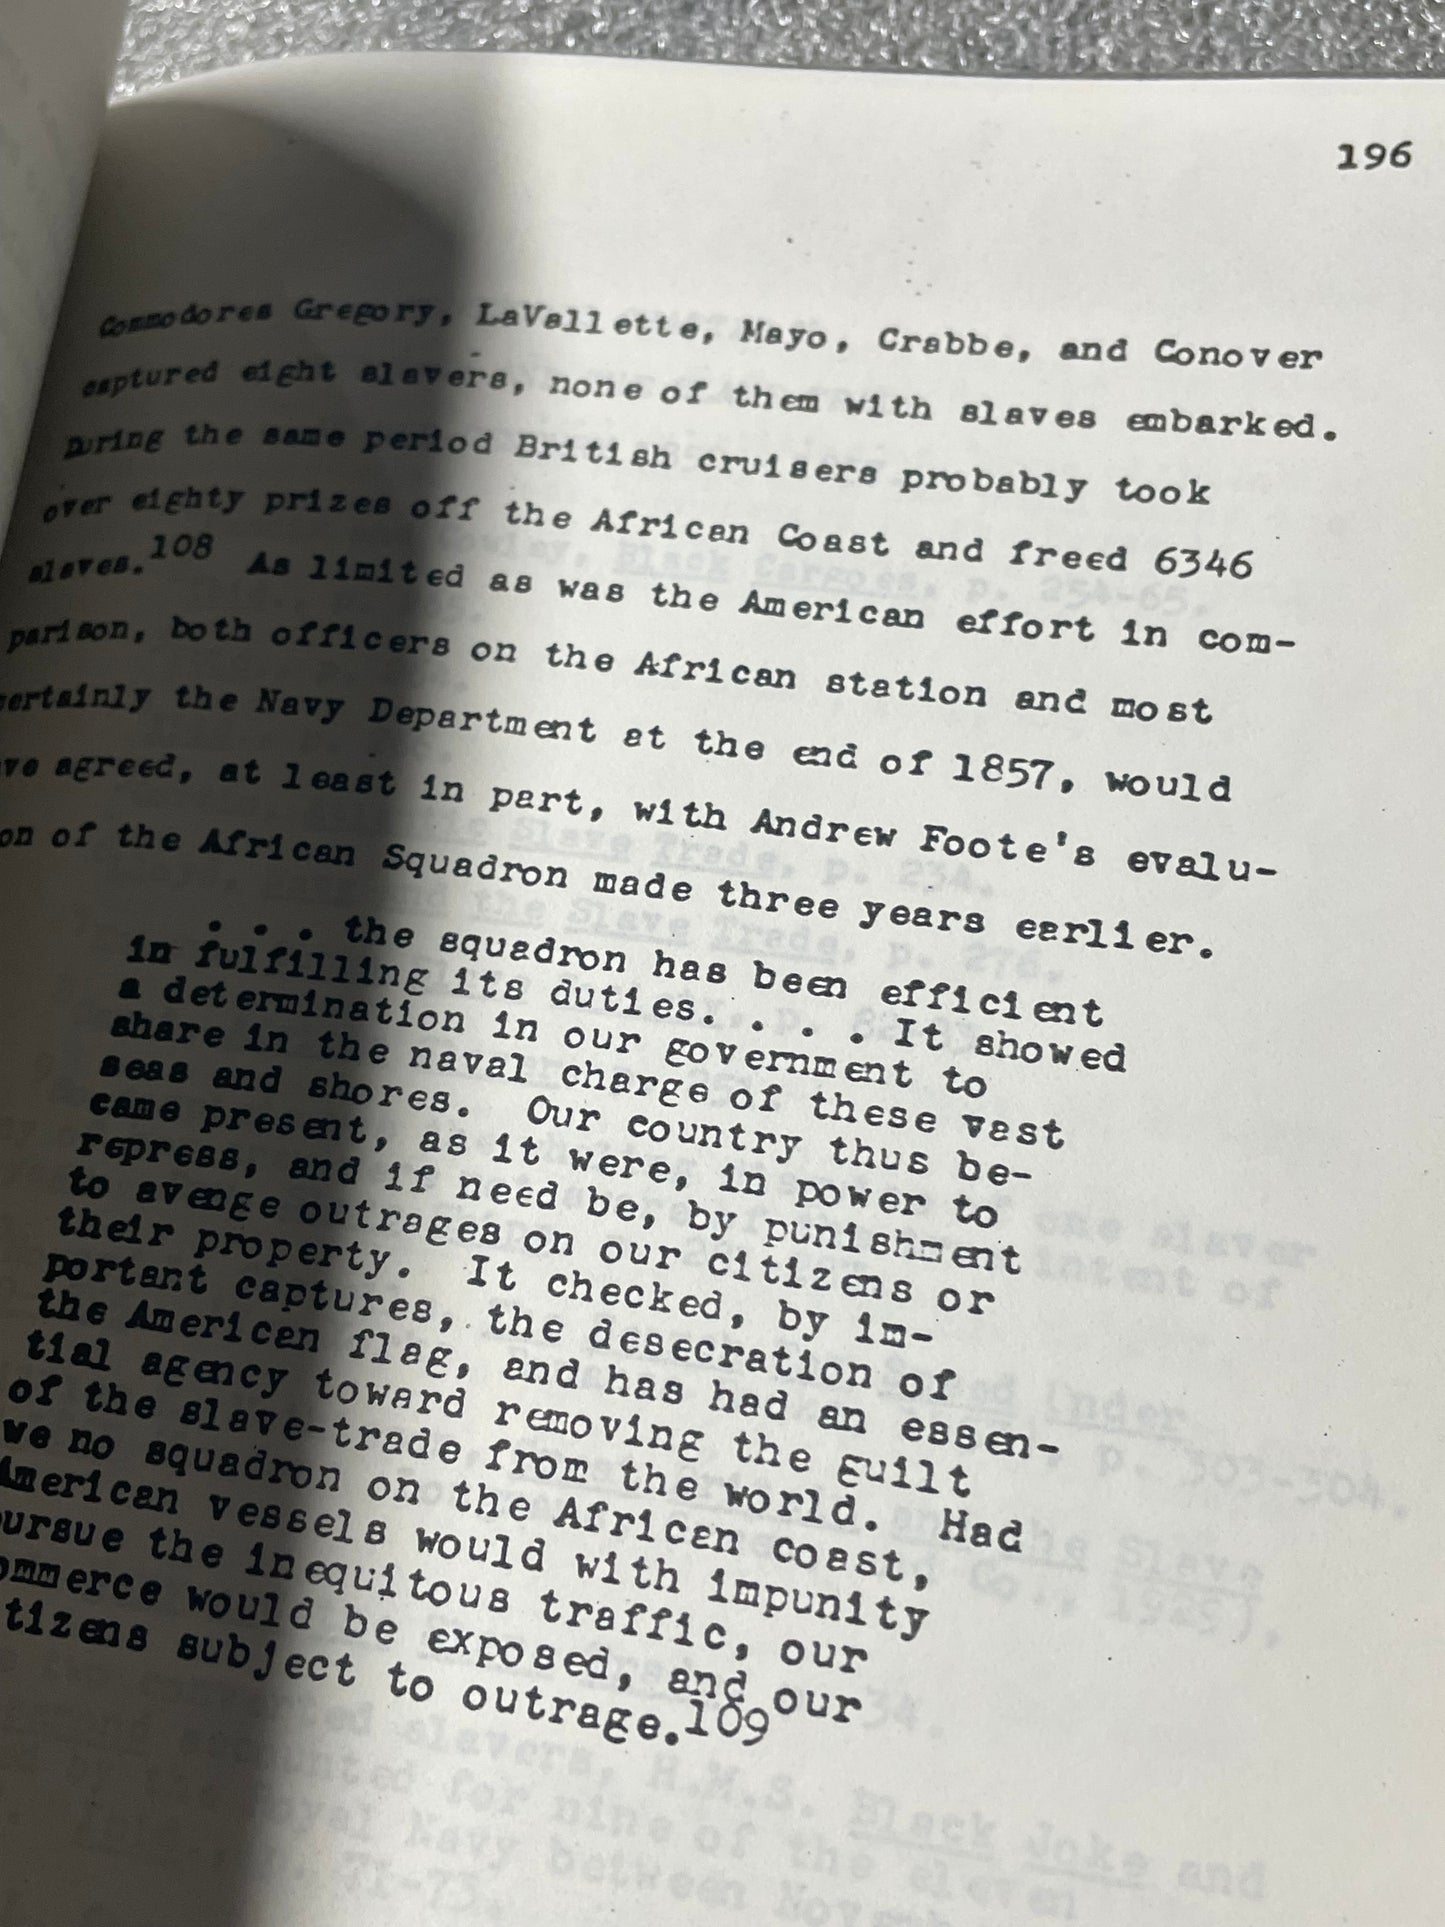 196
Commodores Gregory, LaVallette, Mayo, Crabbe, and Conover
captured eight slavers, none of them with slaves embarked.
During the same period British cruisers probably took
over eighty prizes off the African Coast and freed 6346
slaves.108 As limited as was the American effort in com-
parison, both officers on the African station and most
certainly the Navy Department at the end of 1857, would
ve agreed, at least in part, with Andrew Foote's evalu-
on of the African Squadron made three years earlier.
. . . the squadron has been efficient
in fulfilling its duties. . . . It showed
a determination in our government to
share in the naval charge of these vast
seas and shores. Our country thus be-
came present, as it were, in power to
repress, and if need be, by punishment
to avenge outrages on our citizens or
their property. It checked, by im-
portant captures, the desecration of
the American flag, and has had an essen-
tial agency toward removing the guilt
of the slave-trade from the world. Had
we no squadron on the African coast,
American vessels would with impunity
ursue the inequitous traffic, our
ommerce would be exposed, and our
tizens subject to outrage.109